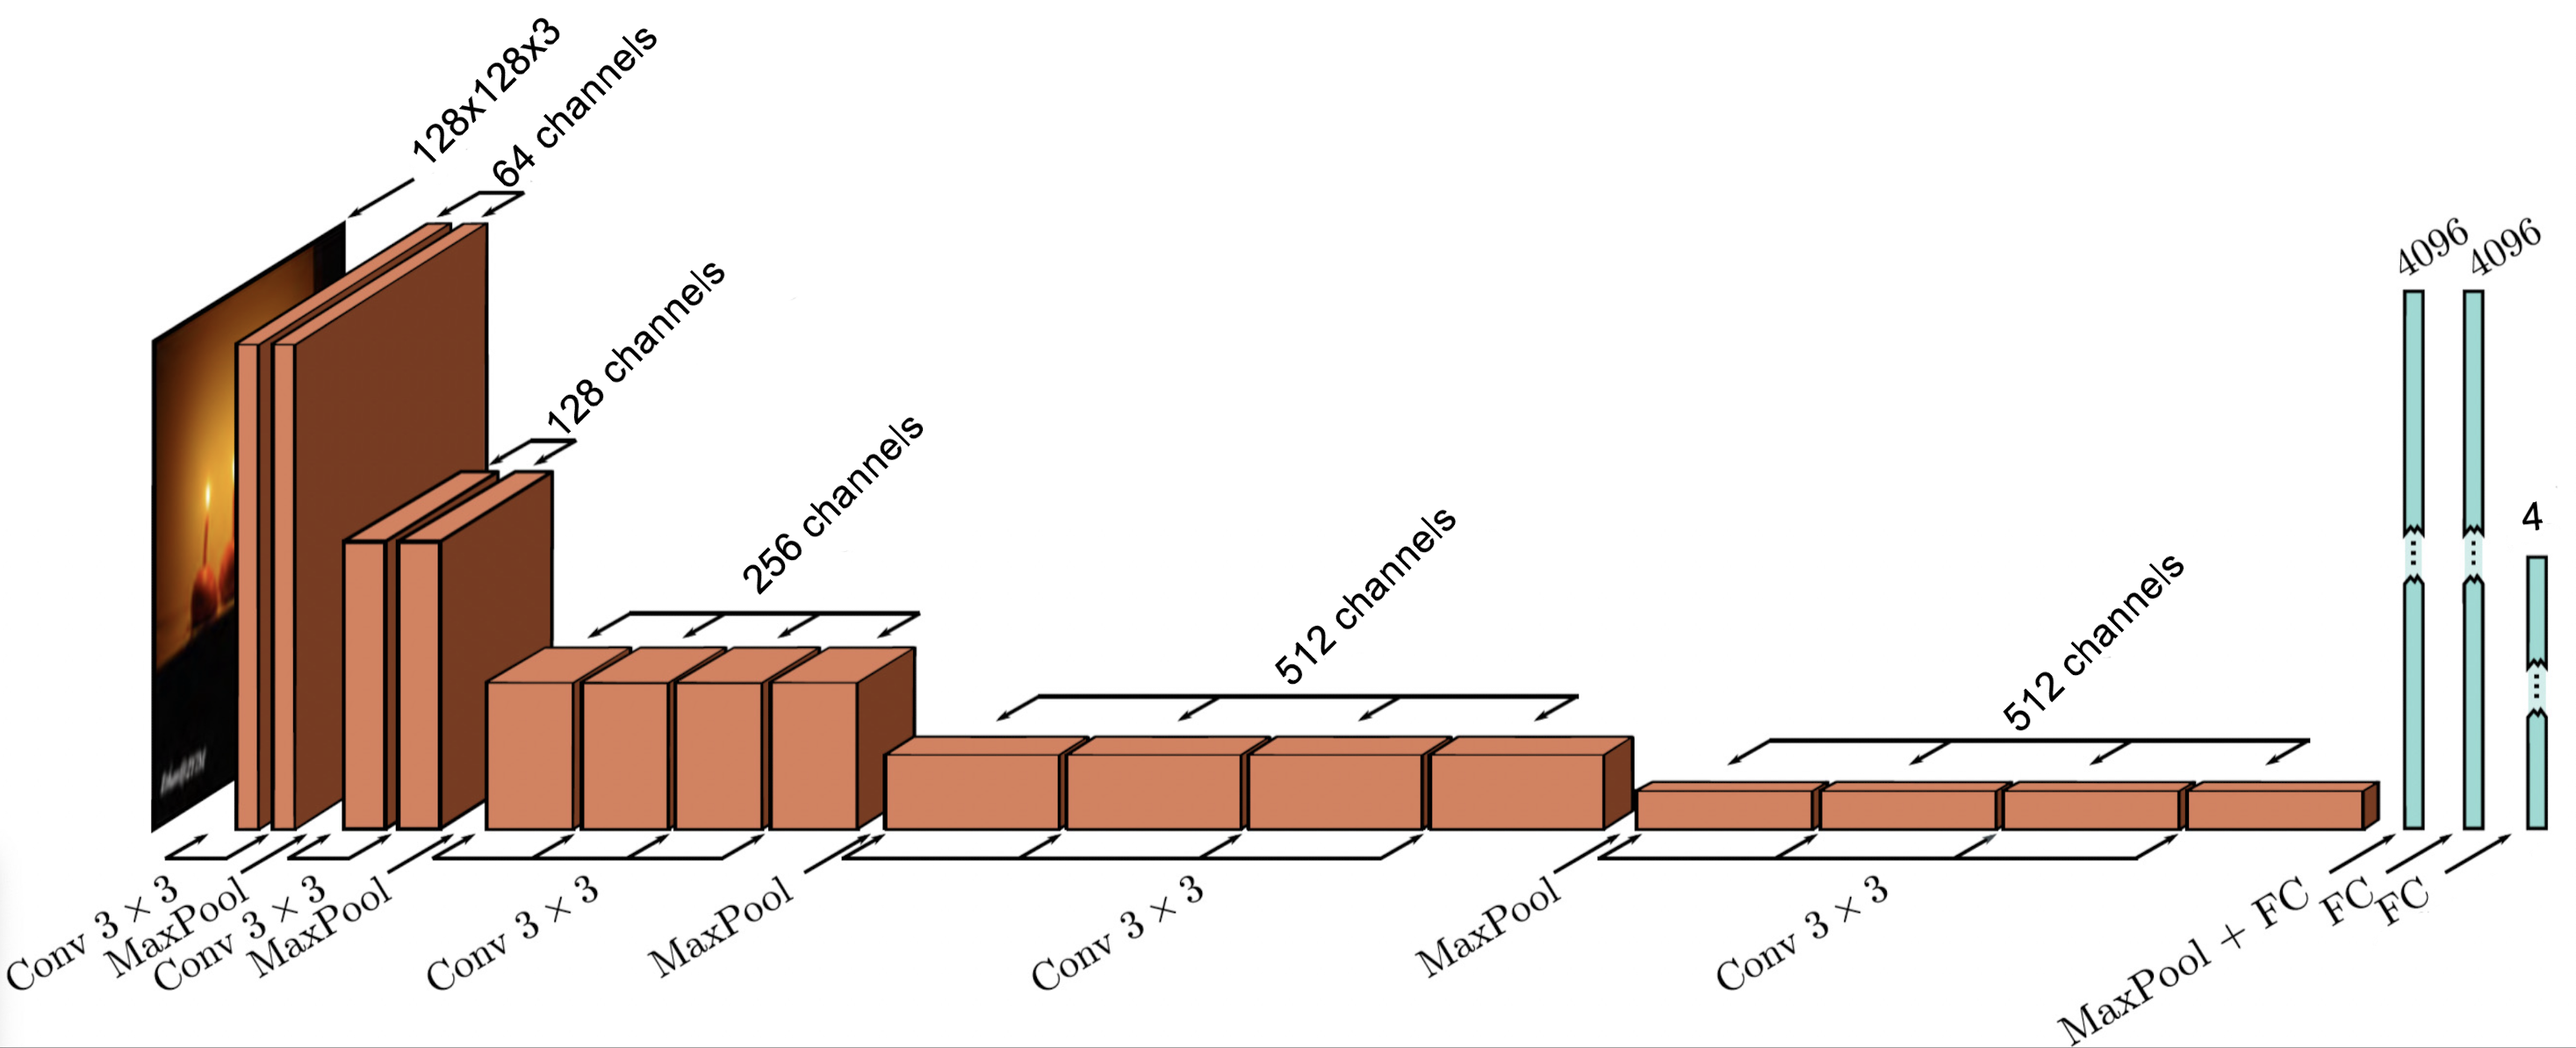 128x128x3
64 channels
128 channels
256 channels
512 channels
512 channels
4096
4096
4
Conv 3 × 3
MaxPool
Conv 3 × 3
MaxPool
Conv 3 × 3
MaxPool
Conv 3 × 3
MaxPool
Conv 3 × 3
MaxPool + FC
FC
FC